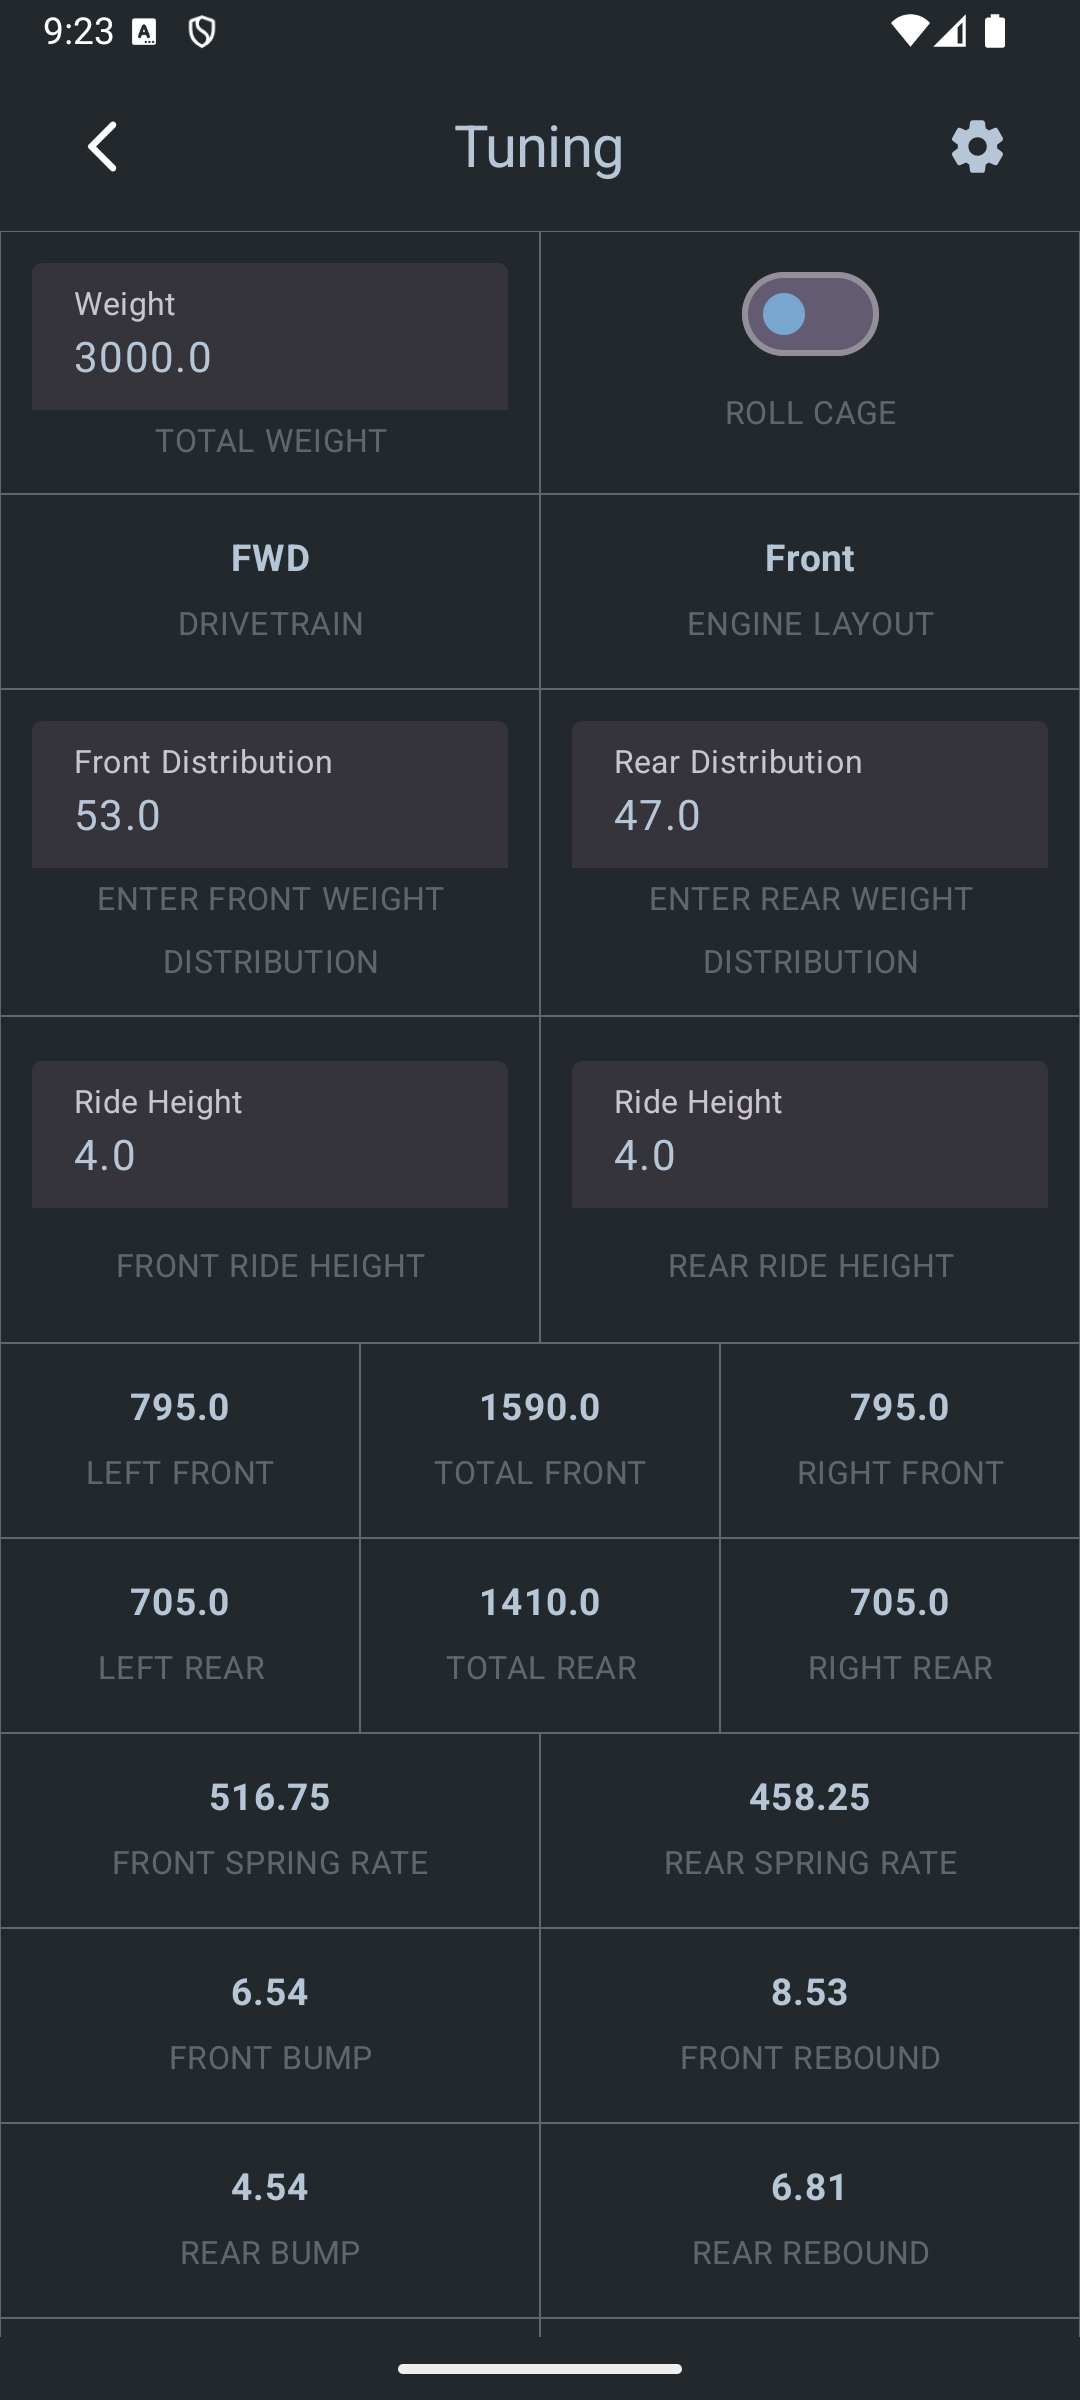 9:23
Tuning
Weight
3000.0
TOTAL WEIGHT
ROLL CAGE
FWD
DRIVETRAIN
Front
ENGINE LAYOUT
Front Distribution
53.0
ENTER FRONT WEIGHT
DISTRIBUTION
Rear Distribution
47.0
ENTER REAR WEIGHT
DISTRIBUTION
Ride Height
4.0
FRONT RIDE HEIGHT
Ride Height
4.0
REAR RIDE HEIGHT
795.0
LEFT FRONT
1590.0
TOTAL FRONT
795.0
RIGHT FRONT
705.0
LEFT REAR
1410.0
TOTAL REAR
705.0
RIGHT REAR
516.75
FRONT SPRING RATE
458.25
REAR SPRING RATE
6.54
FRONT BUMP
8.53
FRONT REBOUND
4.54
REAR BUMP
6.81
REAR REBOUND